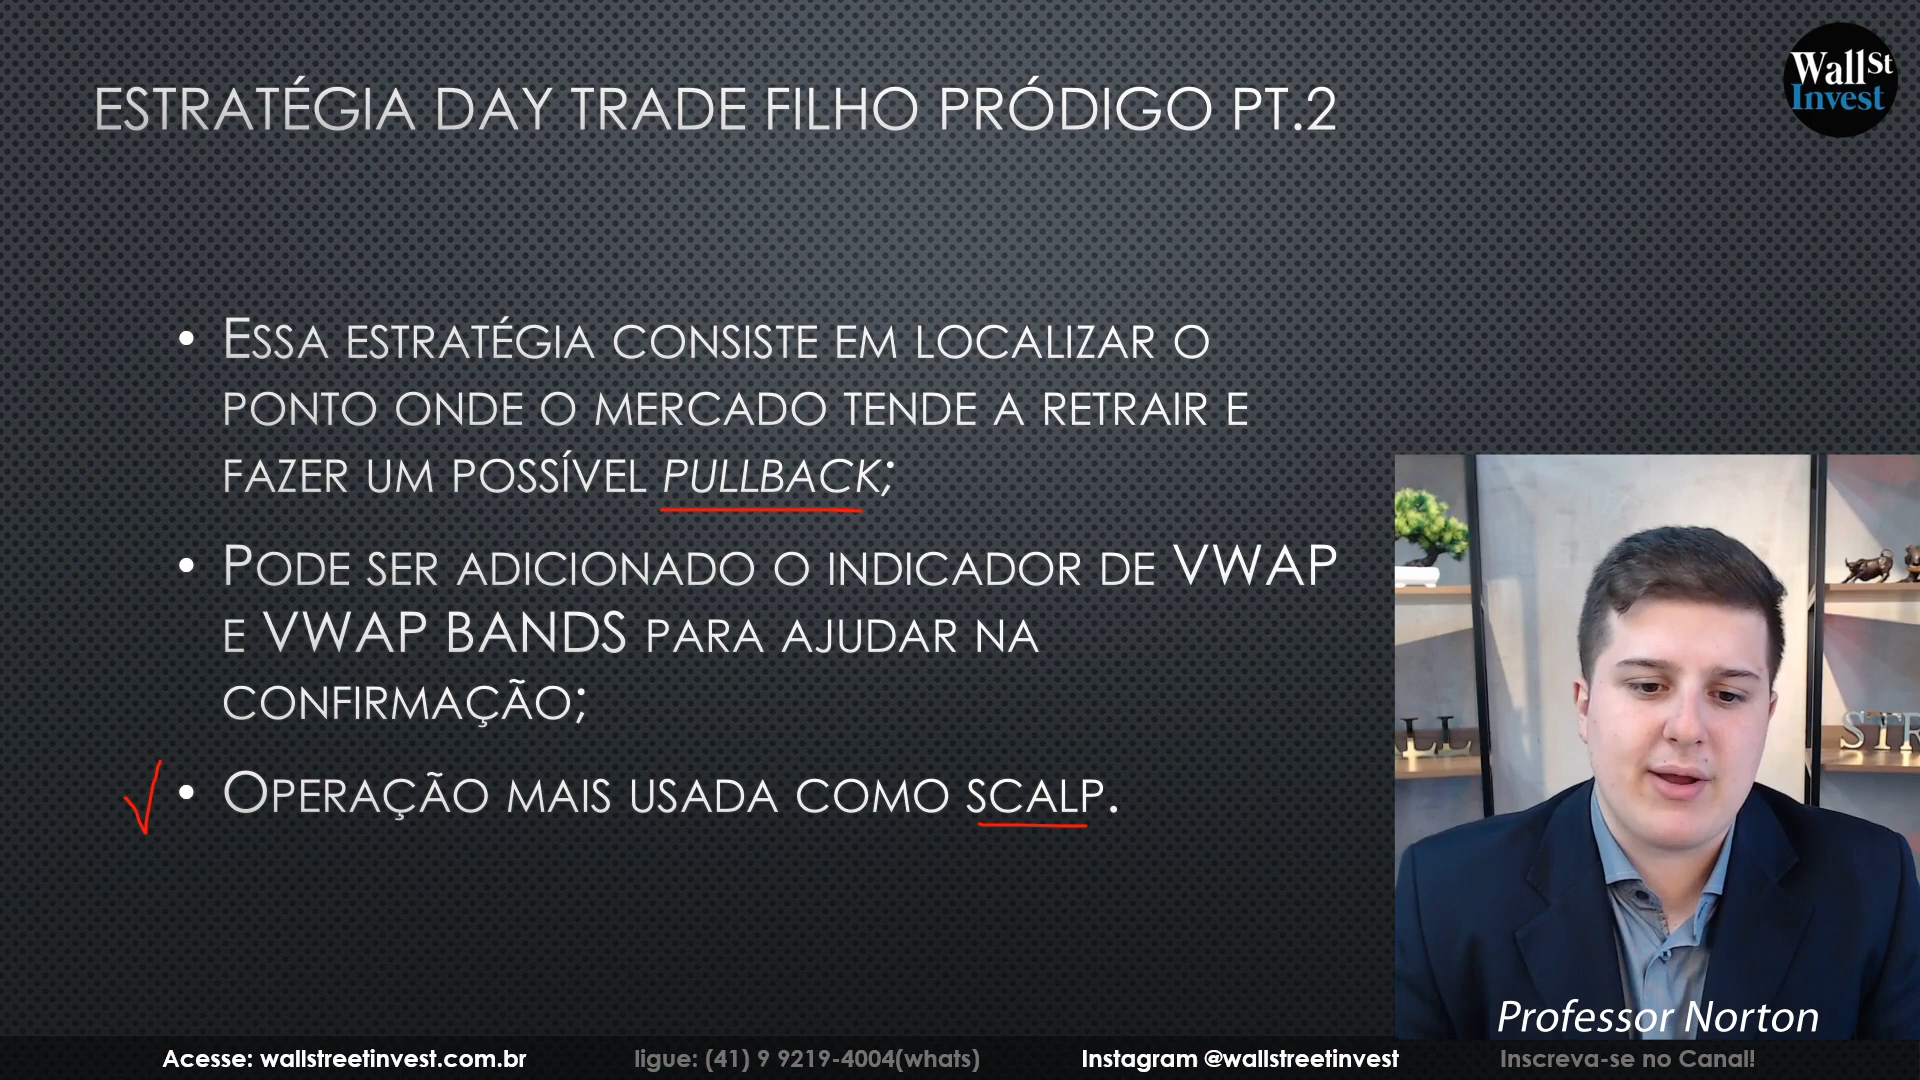 ESTRATÉGIA DAY TRADE FILHO PRÓDIGO PT.2
WallSt
Invest
• ESSA ESTRATÉGIA CONSISTE EM LOCALIZAR O
PONTO ONDE O MERCADO TENDE A RETRAIR E
FAZER UM POSSÍVEL PULLBACK;
• PODE SER ADICIONADO O INDICADOR DE VWAP
E VWAP BANDS PARA AJUDAR NA
CONFIRMAÇÃO;
• OPERAÇÃO MAIS USADA COMO SCALP.
ALL STR
Professor Norton
Acesse: wallstreetinvest.com.br ligue: (41) 9 9219-4004(whats) Instagram @wallstreetinvest Inscreva-se no Canal!